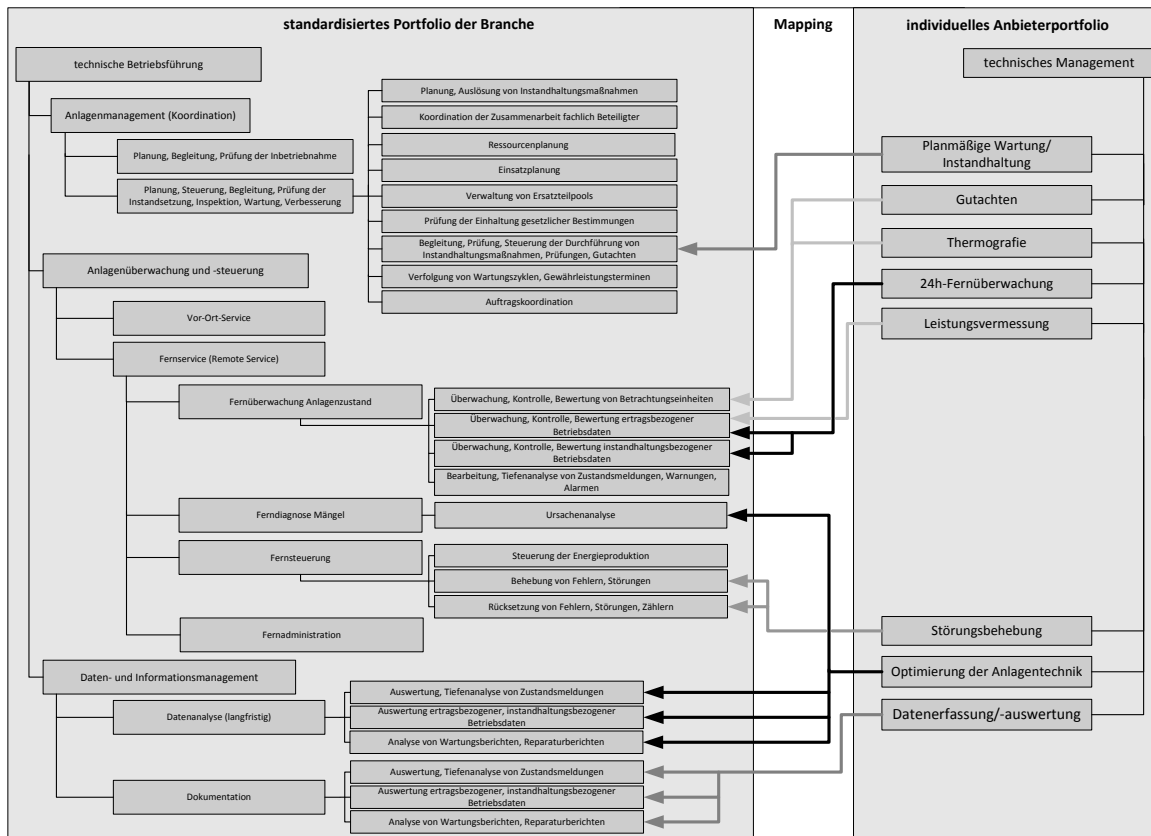 standardisiertes Portfolio der Branche
Mapping
individuelles Anbieterportfolio
technische Betriebsführung
Anlagenmanagement (Koordination)
Planung, Begleitung, Prüfung der Inbetriebnahme
Planung, Steuerung, Begleitung, Prüfung der
Instandsetzung, Inspektion, Wartung, Verbesserung
Planung, Auslösung von Instandhaltungsmaßnahmen
Koordination der Zusammenarbeit fachlich Beteiligter
Ressourcenplanung
Einsatzplanung
Verwaltung von Ersatzteilpools
Prüfung der Einhaltung gesetzlicher Bestimmungen
Begleitung, Prüfung, Steuerung der Durchführung von
Instandhaltungsmaßnahmen, Prüfungen, Gutachten
Verfolgung von Wartungszyklen, Gewährleistungsterminen
Auftragskoordination
Anlagenüberwachung und -steuerung
Vor-Ort-Service
Fernservice (Remote Service)
Fernüberwachung Anlagenzustand
Überwachung, Kontrolle, Bewertung von Betrachtungseinheiten
Überwachung, Kontrolle, Bewertung ertragsbezogener
Betriebsdaten
Überwachung, Kontrolle, Bewertung instandhaltungsbezogener
Betriebsdaten
Bearbeitung, Tiefenanalyse von Zustandsmeldungen, Warnungen,
Alarmen
Ferndiagnose Mängel
Ursachenanalyse
Fernsteuerung
Steuerung der Energieproduktion
Behebung von Fehlern, Störungen
Rücksetzung von Fehlern, Störungen, Zählern
Fernadministration
Daten- und Informationsmanagement
Datenanalyse (langfristig)
Auswertung, Tiefenanalyse von Zustandsmeldungen
Auswertung ertragsbezogener, instandhaltungsbezogener
Betriebsdaten
Analyse von Wartungsberichten, Reparaturberichten
Dokumentation
Auswertung, Tiefenanalyse von Zustandsmeldungen
Auswertung ertragsbezogener, instandhaltungsbezogener
Betriebsdaten
Analyse von Wartungsberichten, Reparaturberichten
technisches Management
Planmäßige Wartung/
Instandhaltung
Gutachten
Thermografie
24h-Fernüberwachung
Leistungsvermessung
Störungsbehebung
Optimierung der Anlagentechnik
Datenerfassung/-auswertung